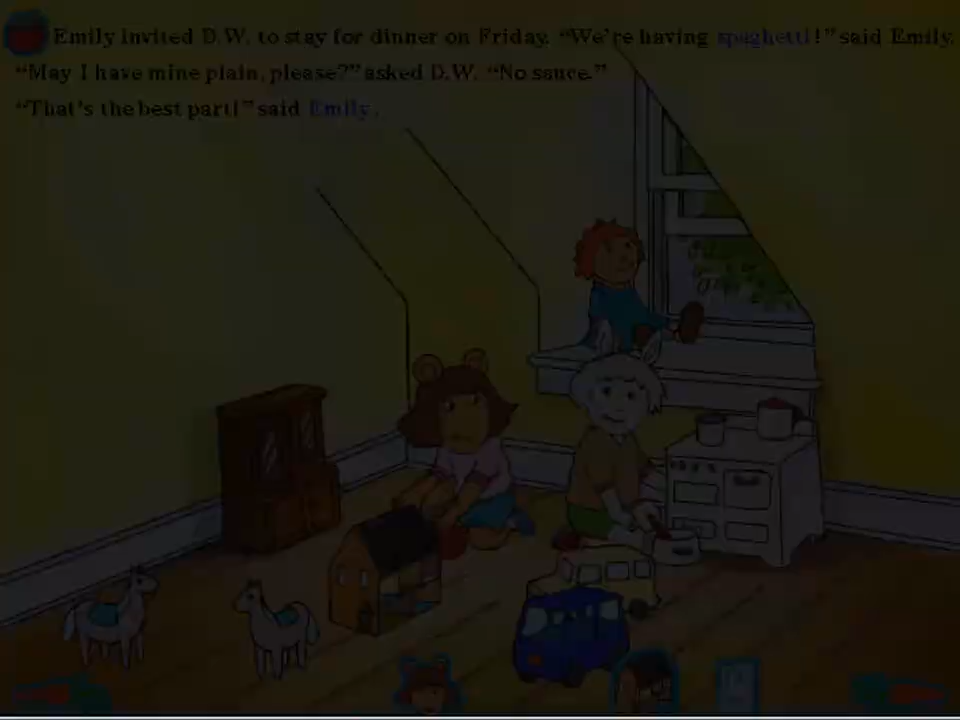 Emily invited D.W. to stay for dinner on Friday. “We're having spaghetti!” said Emily.
“May I have mine plain, please?” asked D.W. “No sauce.”
“That's the best part!” said Emily.